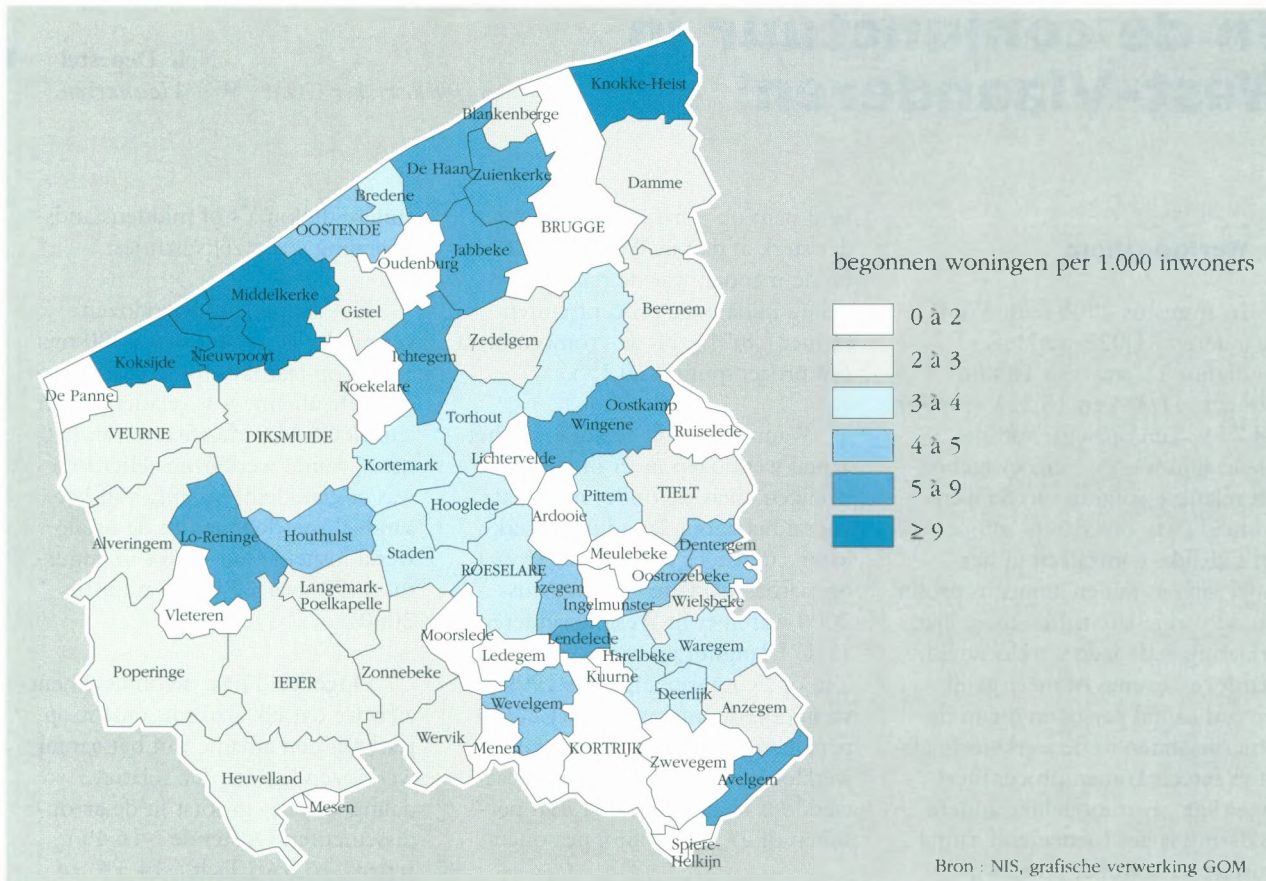 Knokke-Heist
Blankenberge
De Haan
Zuienkerke
Damme
Bredene
OOSTENDE
BRUGGE
Jabbeke
Oudenburg
Middelkerke
Gistel
Beernem
Zedelgem
Koksijde
Nieuwpoort
Ichtegem
De Panne
Koekelare
Oostkamp
Torhout
Wingene
VEURNE
DIKSMUIDE
Ruiselede
Lichtervelde
Kortemark
Hooglede
Pittem
TIELT
Ardooie
Alveringem
Lo-Reninge
Houthulst
Staden
Meulebeke
Dentergem
ROESELARE
Oostrozebeke
Izegem
Langemark-
Poelkapelle
Ingelmunster
Wielsbeke
Vleteren
Moorslede
Lendelede
Waregem
Ledegem
Harelbeke
Poperinge
IEPER
Zonnebeke
Kuurne
Deerlijk
Wevelgem
Anzegem
Wervik
Menen
KORTRIJK
Zwevegem
Avelgem
Heuvelland
Mesen
Spiere-
Helkijn
begonnen woningen per 1.000 inwoners
0 à 2
2 à 3
3 à 4
4 à 5
5 à 9
≥ 9
Bron : NIS, grafische verwerking GOM